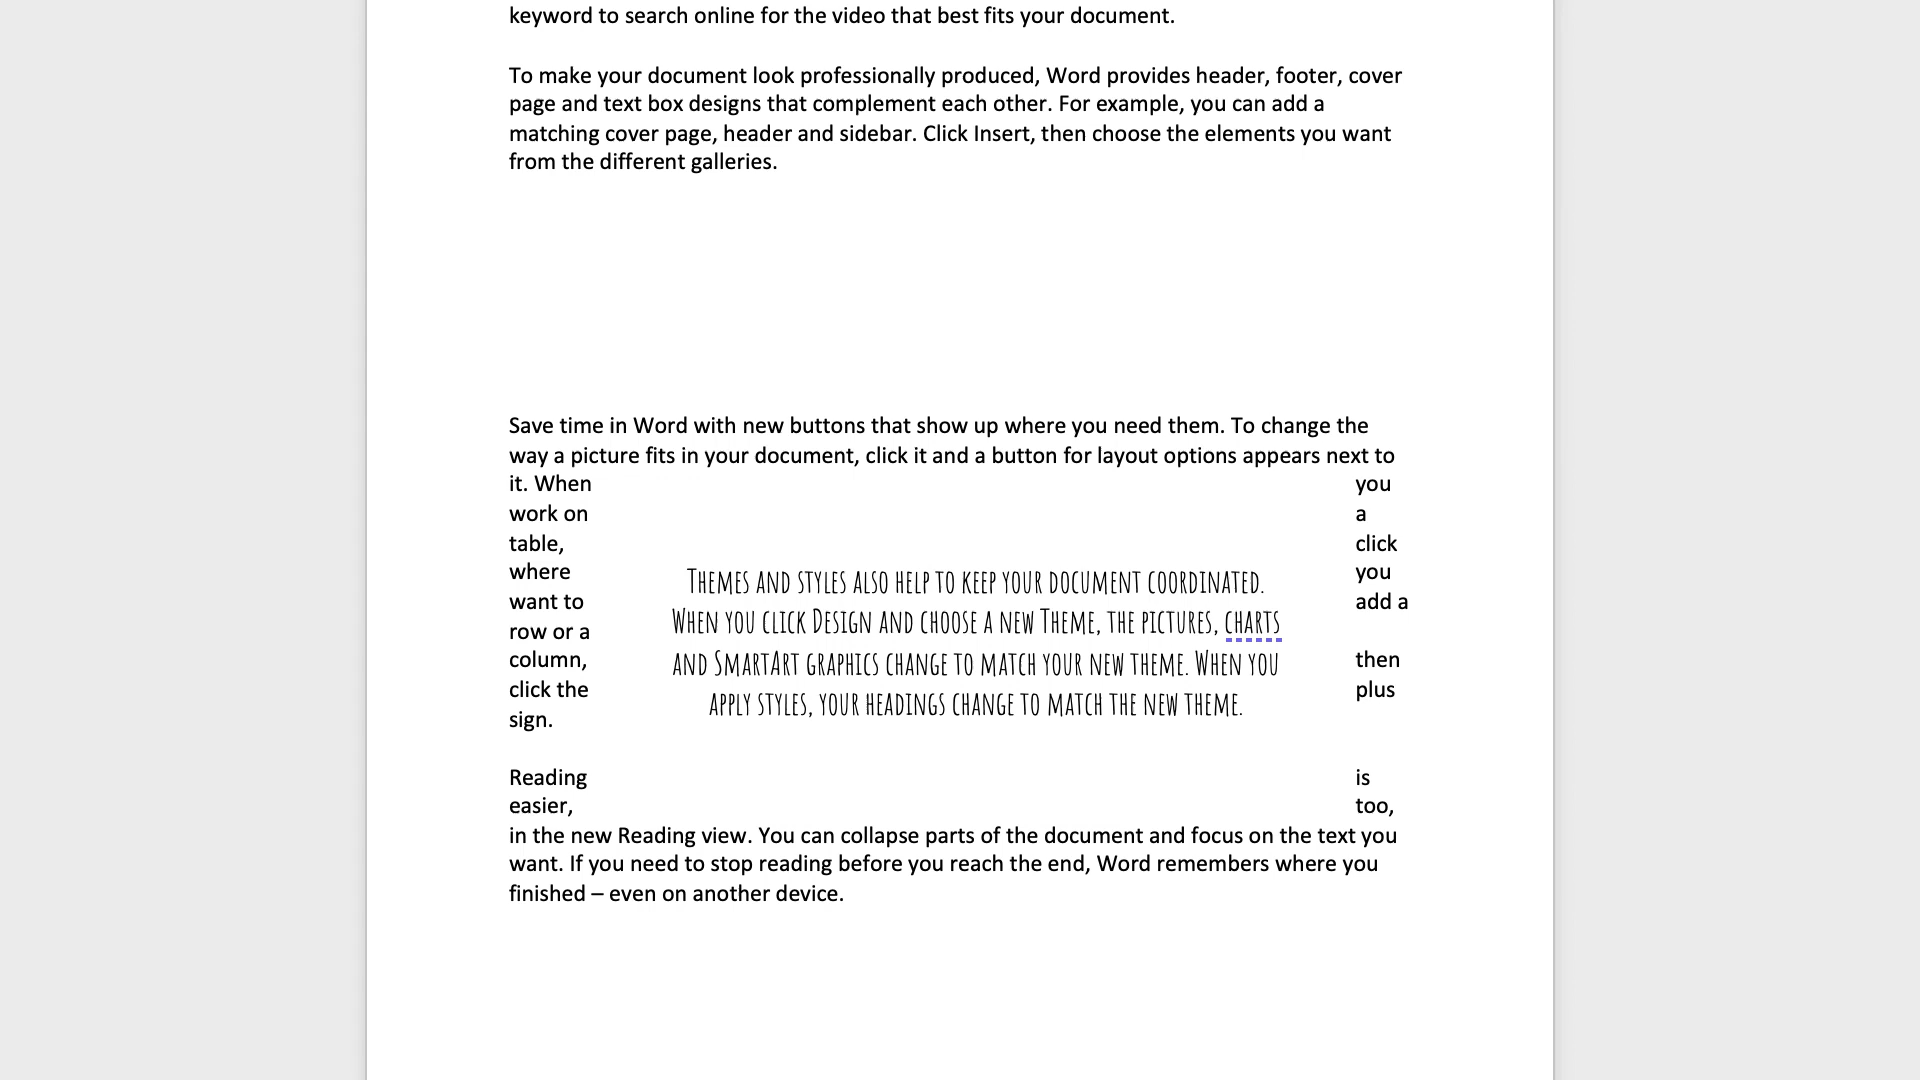 keyword to search online for the video that best fits your document.
To make your document look professionally produced, Word provides header, footer, cover
page and text box designs that complement each other. For example, you can add a
matching cover page, header and sidebar. Click Insert, then choose the elements you want
from the different galleries.
Save time in Word with new buttons that show up where you need them. To change the
way a picture fits in your document, click it and a button for layout options appears next to
it. When you
work on a
table, click
where you
want to add a
row or a
column, then
click the plus
sign.
Themes and styles also help to keep your document coordinated.
When you click Design and choose a new Theme, the pictures, charts
and SmartArt graphics change to match your new theme. When you
apply styles, your headings change to match the new theme.
Reading is
easier, too,
in the new Reading view. You can collapse parts of the document and focus on the text you
want. If you need to stop reading before you reach the end, Word remembers where you
finished – even on another device.